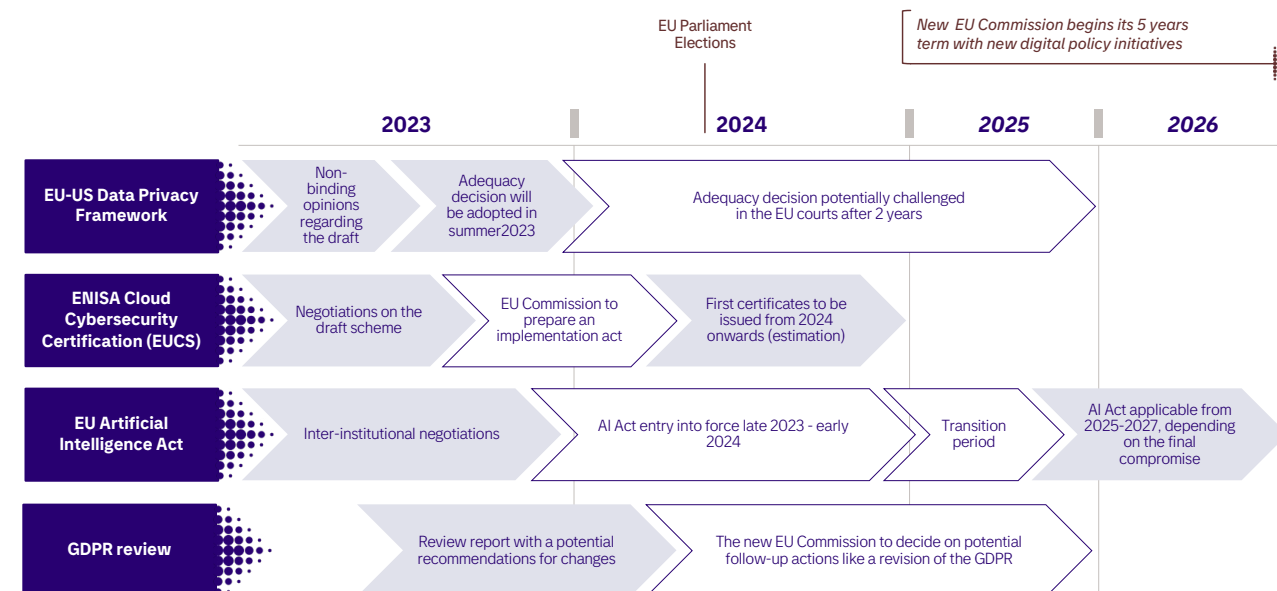 EU Parliament
Elections
New  EU Commission begins its 5 years
term with new digital policy initiatives
2023
2024
2025
2026
EU-US Data Privacy
Framework
Non-
binding
opinions
regarding
the draft
Adequacy
decision will
be adopted in
summer2023
Adequacy decision potentially challenged
in the EU courts after 2 years
ENISA Cloud
Cybersecurity
Certification (EUCS)
Negotiations on the
draft scheme
EU Commission to
prepare an
implementation act
First certificates to be
issued from 2024
onwards (estimation)
EU Artificial
Intelligence Act
Inter-institutional negotiations
AI Act entry into force late 2023 - early
2024
Transition
period
AI Act applicable from
2025-2027, depending
on the final
compromise
GDPR review
Review report with a potential
recommendations for changes
The new EU Commission to decide on potential
follow-up actions like a revision of the GDPR